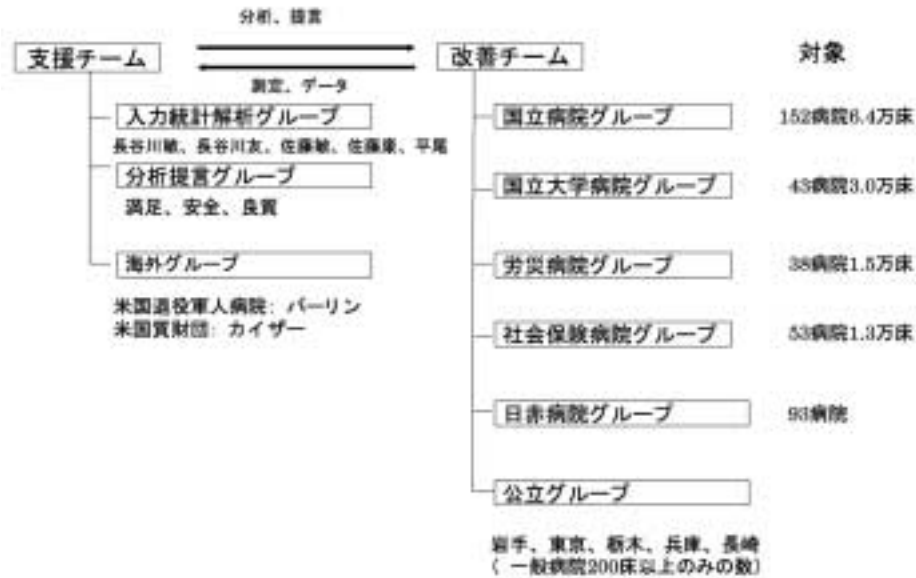 分析、提言
支援チーム
改善チーム
対象
測定、データ
入力統計解析グループ
長谷川敏、長谷川友、佐藤敏、佐藤康、平尾
分析提言グループ
満足、安全、良質
海外グループ
米国退役軍人病院: バーリン
米国質財団: カイザー
国立病院グループ
152病院6.4万床
国立大学病院グループ
43病院3.0万床
労災病院グループ
38病院1.5万床
社会保険病院グループ
53病院1.3万床
日赤病院グループ
93病院
公立グループ
岩手、東京、栃木、兵庫、長崎
( 一般病院200床以上のみの数)